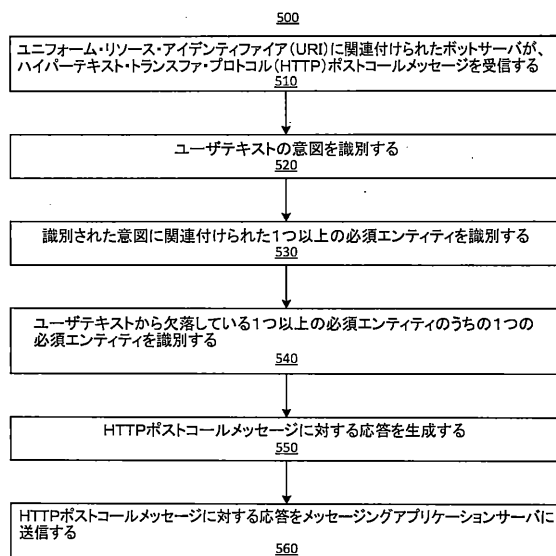 500
ユニフォーム・リソース・アイデンティファイア(URI)に関連付けられたボットサーバが、
ハイパーテキスト・トランスファ・プロトコル(HTTP)ポストコールメッセージを受信する
510
ユーザテキストの意図を識別する
520
識別された意図に関連付けられた1つ以上の必須エンティティを識別する
530
ユーザテキストから欠落している1つ以上の必須エンティティのうちの1つの
必須エンティティを識別する
540
HTTPポストコールメッセージに対する応答を生成する
550
HTTPポストコールメッセージに対する応答をメッセージングアプリケーションサーバに
送信する
560